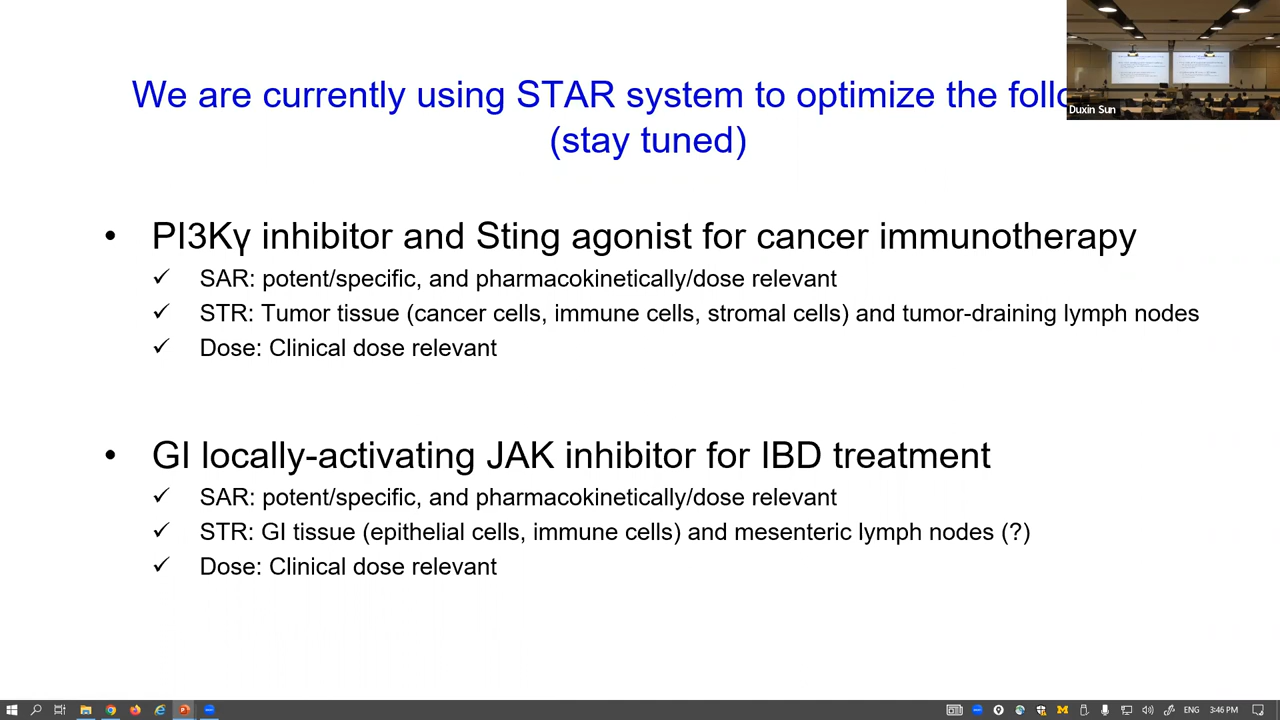 We are currently using STAR system to optimize the
(stay tuned)
Duxin Sun
• PI3Kγ inhibitor and Sting agonist for cancer immunotherapy
✓ SAR: potent/specific, and pharmacokinetically/dose relevant
✓ STR: Tumor tissue (cancer cells, immune cells, stromal cells) and tumor-draining lymph nodes
✓ Dose: Clinical dose relevant
• GI locally-activating JAK inhibitor for IBD treatment
✓ SAR: potent/specific, and pharmacokinetically/dose relevant
✓ STR: GI tissue (epithelial cells, immune cells) and mesenteric lymph nodes (?)
✓ Dose: Clinical dose relevant
ENG
3:46 PM